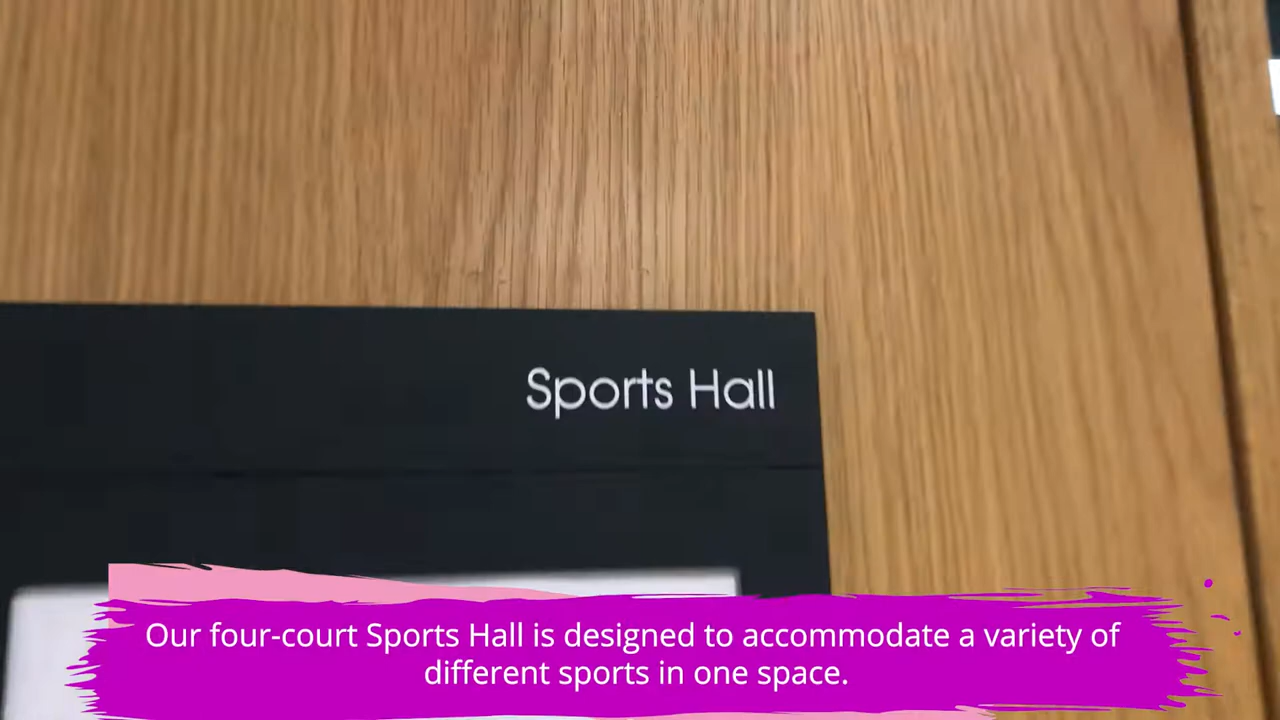 Sports Hall
Our four-court Sports Hall is designed to accommodate a variety of
different sports in one space.